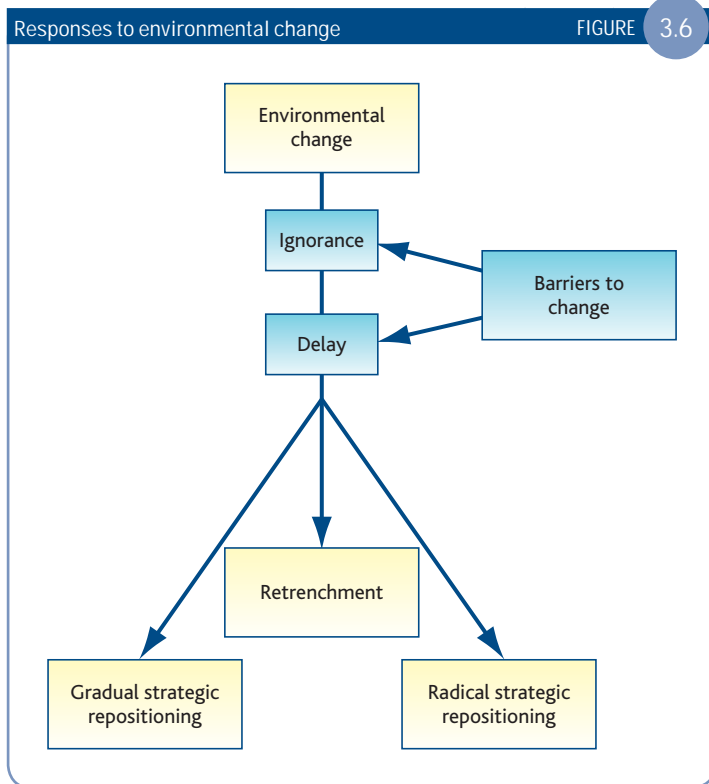 Responses to environmental change
FIGURE 3.6
Environmental
change
Ignorance
Barriers to
change
Delay
Retrenchment
Gradual strategic
repositioning
Radical strategic
repositioning